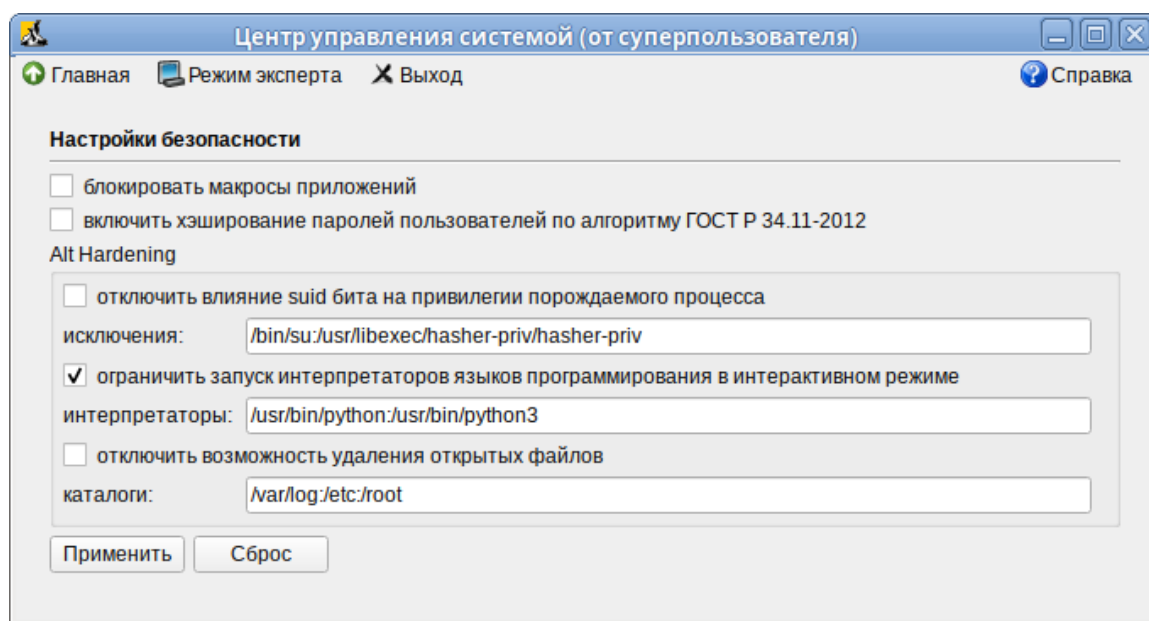 Центр управления системой (от суперпользователя)
Главная Режим эксперта Выход Справка
Настройки безопасности
блокировать макросы приложений
включить хэширование паролей пользователей по алгоритму ГОСТ Р 34.11-2012
Alt Hardening
отключить влияние suid бита на привилегии порождаемого процесса
исключения: /bin/su:/usr/libexec/hasher-priv/hasher-priv
ограничить запуск интерпретаторов языков программирования в интерактивном режиме
интерпретаторы: /usr/bin/python:/usr/bin/python3
отключить возможность удаления открытых файлов
каталоги: /var/log:/etc:/root
Применить Сброс